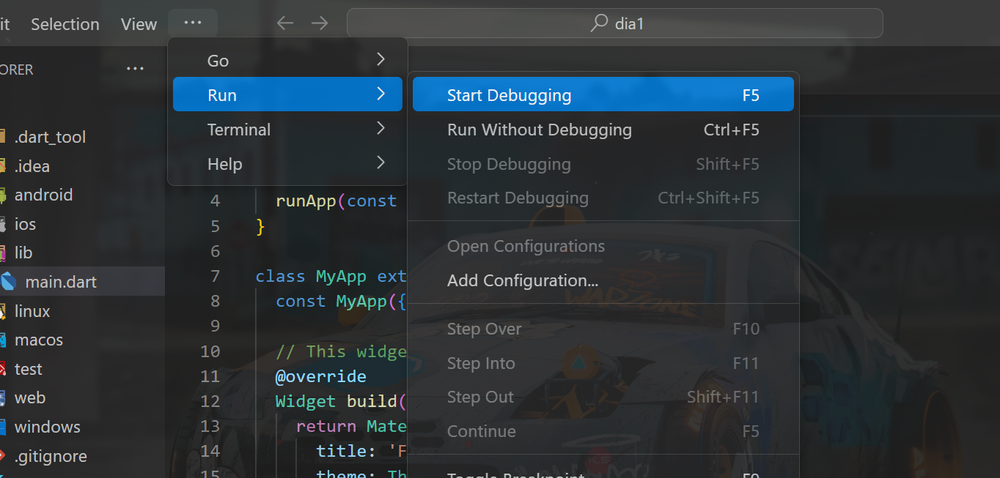 it Selection View ··· dia1
ORER ···
Go
Run
Terminal
Help
Start Debugging F5
Run Without Debugging Ctrl+F5
Stop Debugging Shift+F5
Restart Debugging Ctrl+Shift+F5
Open Configurations
Add Configuration...
Step Over F10
Step Into F11
Step Out Shift+F11
Continue F5
Toggle Breakpoint F9
.dart_tool
.idea
android
ios
lib
main.dart
linux
macos
test
web
windows
.gitignore
4 runApp(const
5 }
6
7 class MyApp ext
8 const MyApp({
9
10 // This widge
11 @override
12 Widget build(
13 return Mate
14 title: 'F
15 theme: Th
WARZONE